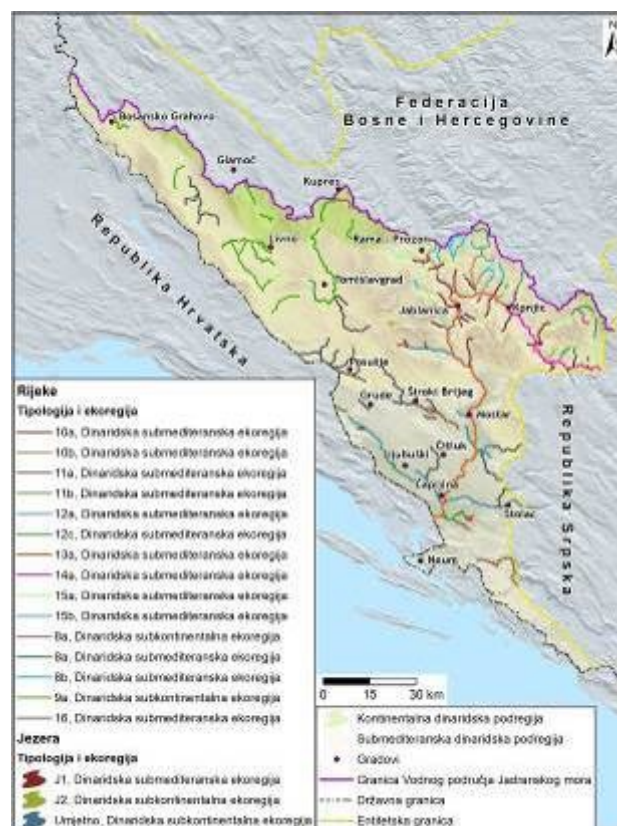 N
Federacija
Bosne i Hercegovine
Bosansko Grahovo
Glamoč
Kupres
Rama - Prozor
Livno
Tomislavgrad
Jablanica
Konjic
Republika Hrvatska
Posušje
Grude
Široki Brijeg
Mostar
Čitluk
Ljubuški
Čapljina
Stolac
Neum
Republika Srpska
0 15 30 km
Rijeke
Tipologija i ekoregija
10a, Dinaridska submediteranska ekoregija
10b, Dinaridska submediteranska ekoregija
11a, Dinaridska submediteranska ekoregija
11b, Dinaridska submediteranska ekoregija
12a, Dinaridska submediteranska ekoregija
12c, Dinaridska submediteranska ekoregija
13a, Dinaridska submediteranska ekoregija
14a, Dinaridska submediteranska ekoregija
15a, Dinaridska submediteranska ekoregija
15b, Dinaridska submediteranska ekoregija
8a, Dinaridska subkontinentalna ekoregija
8a, Dinaridska submediteranska ekoregija
8b, Dinaridska submediteranska ekoregija
9a, Dinaridska subkontinentalna ekoregija
16, Dinaridska submediteranska ekoregija
Jezera
Tipologija i ekoregija
J1, Dinaridska submediteranska ekoregija
J2, Dinaridska subkontinentalna ekoregija
Umjetno, Dinaridska submediteranska ekoregija
Kontinentalna dinaridska podregija
Submediteranska dinaridska podregija
Gradovi
Granica Vodnog područja Jadranskog mora
Državna granica
Entitetska granica